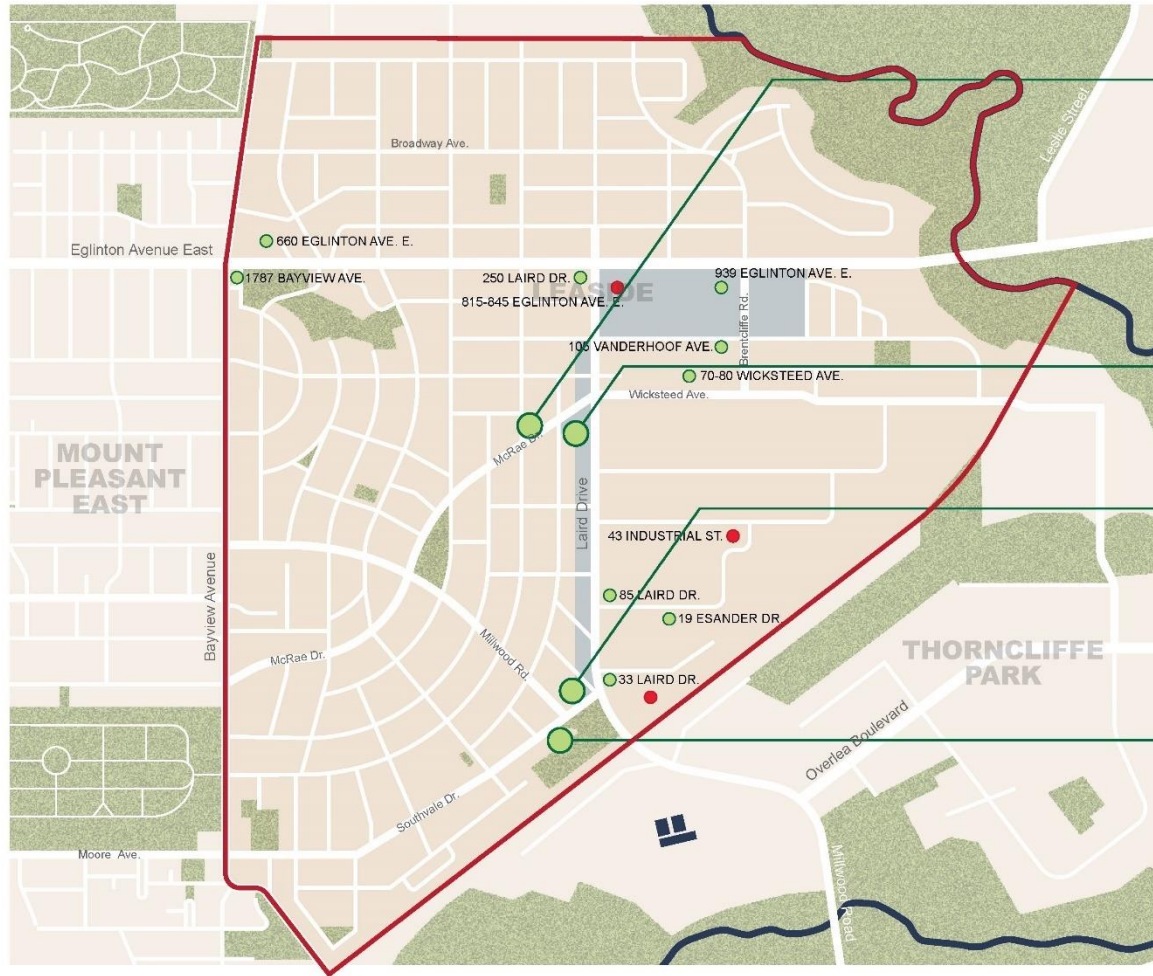 Leslie Street
Broadway Ave.
660 EGLINTON AVE. E.
Eglinton Avenue East
1787 BAYVIEW AVE.
250 LAIRD DR.
939 EGLINTON AVE. E.
LEASIDE
815-845 EGLINTON AVE. E.
Brentcliffe Rd.
105 VANDERHOOF AVE.
70-80 WICKSTEED AVE.
Wicksteed Ave.
McRae Dr.
MOUNT
PLEASANT
EAST
Laird Drive
43 INDUSTRIAL ST.
Bayview Avenue
85 LAIRD DR.
19 ESANDER DR.
McRae Dr.
Millwood Rd.
33 LAIRD DR.
THORNCLIFFE
PARK
Overlea Boulevard
Southvale Dr.
Moore Ave.
Millwood Road